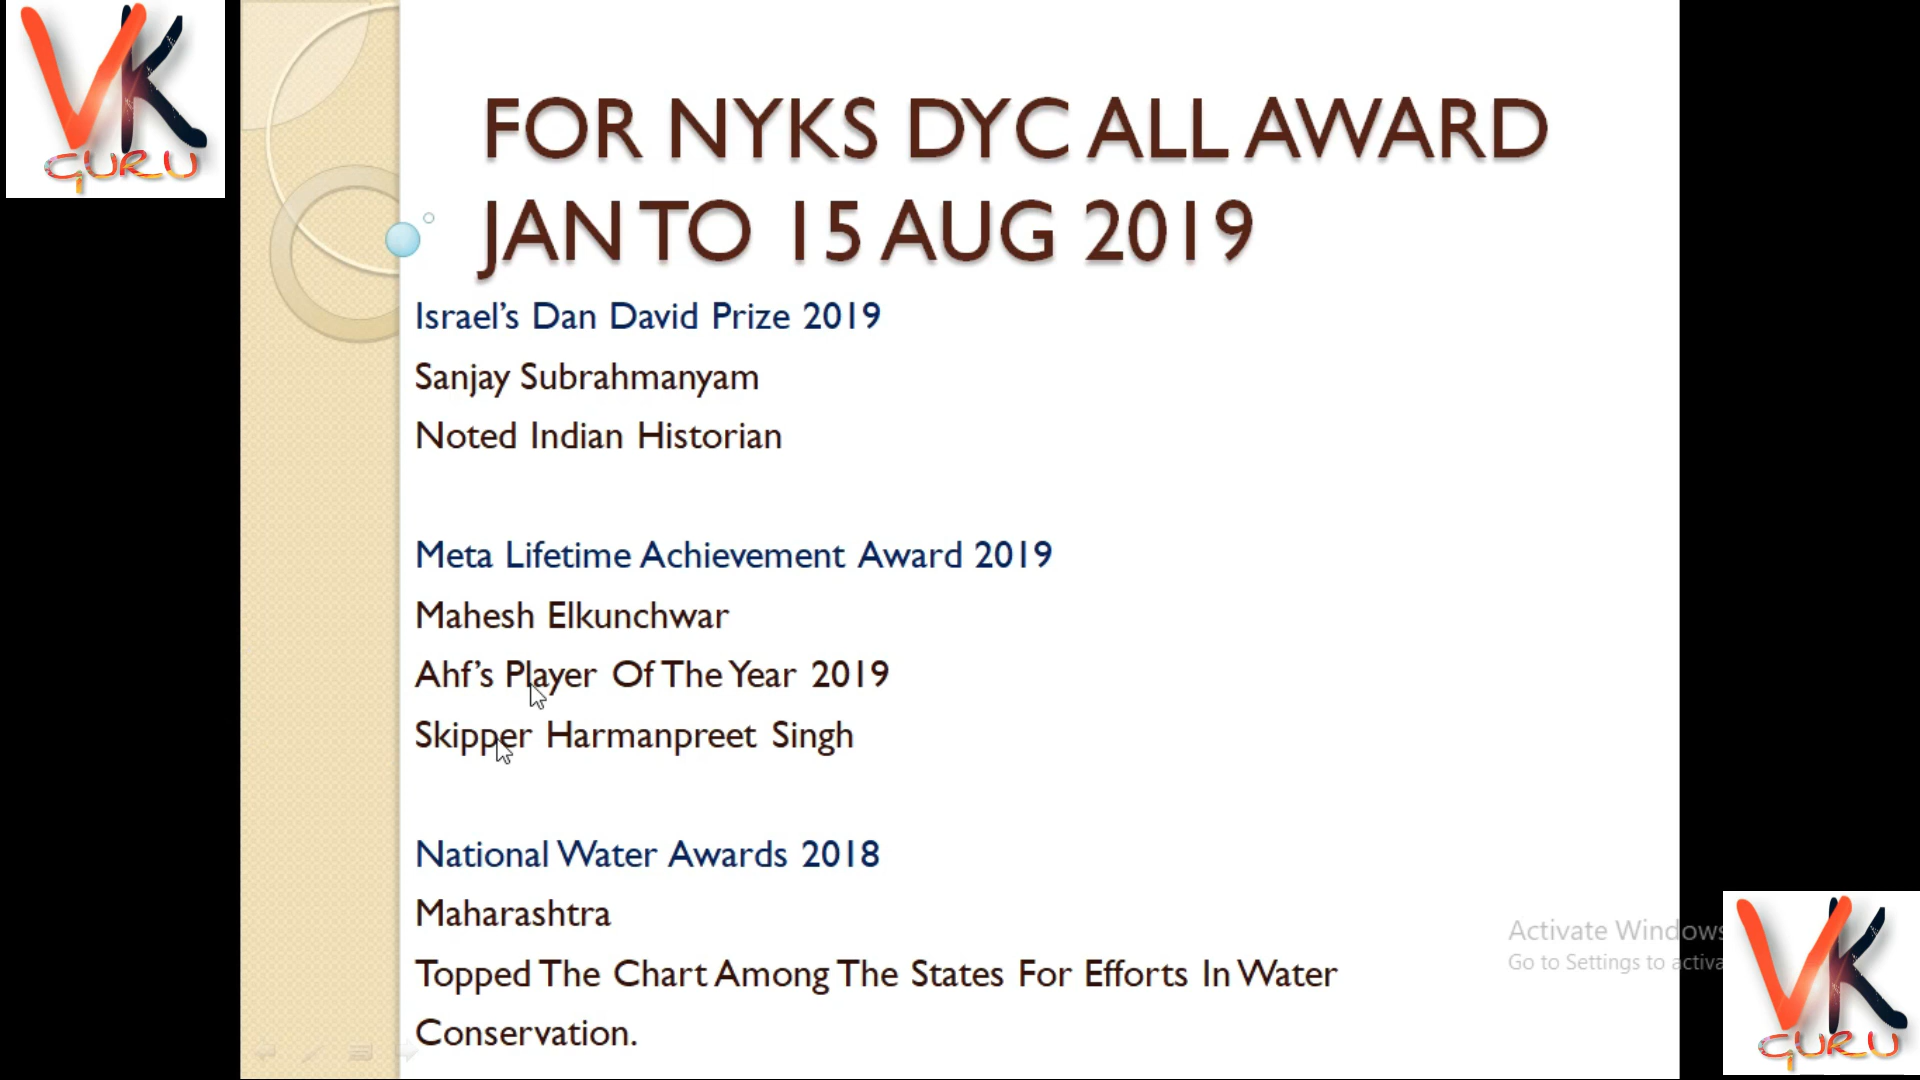 VK
GURU
FOR NYKS DYC ALL AWARD
JAN TO 15 AUG 2019
Israel's Dan David Prize 2019
Sanjay Subrahmanyam
Noted Indian Historian
Meta Lifetime Achievement Award 2019
Mahesh Elkunchwar
Ahf's Player Of The Year 2019
Skipper Harmanpreet Singh
National Water Awards 2018
Maharashtra
Topped The Chart Among The States For Efforts In Water
Conservation.
Activate Windows
Go to Settings to activa
VK
GURU